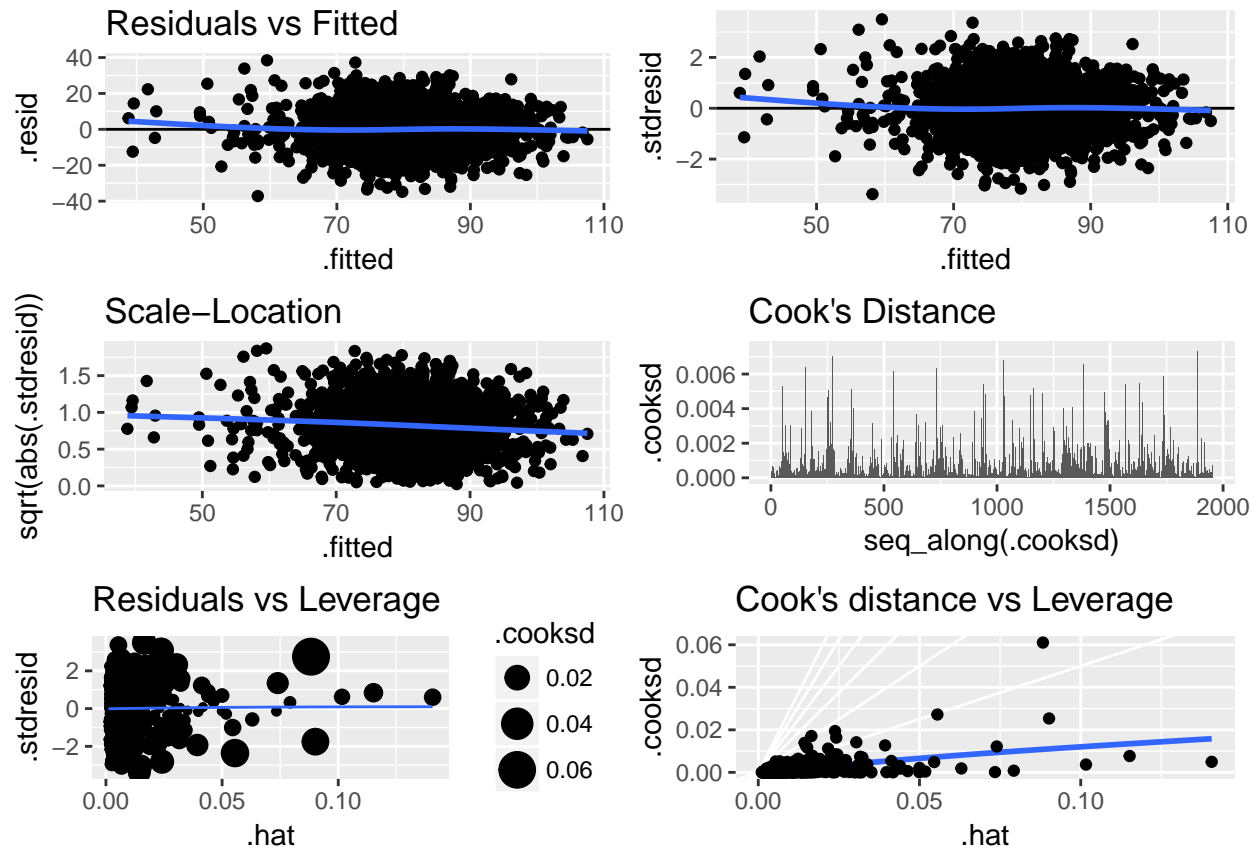 Residuals vs Fitted
40
20
0
−20
−40
.resid
50 70 90 110
.fitted
2
0
−2
.stdresid
50 70 90 110
.fitted
Scale−Location
1.5
1.0
0.5
0.0
sqrt(abs(.stdresid))
50 70 90 110
.fitted
Cook's Distance
0.006
0.004
0.002
0.000
.cooksd
0 500 1000 1500 2000
seq_along(.cooksd)
Residuals vs Leverage
2
0
−2
.stdresid
0.00 0.05 0.10
.hat
.cooksd
0.02
0.04
0.06
Cook's distance vs Leverage
0.06
0.04
0.02
0.00
.cooksd
0.00 0.05 0.10
.hat